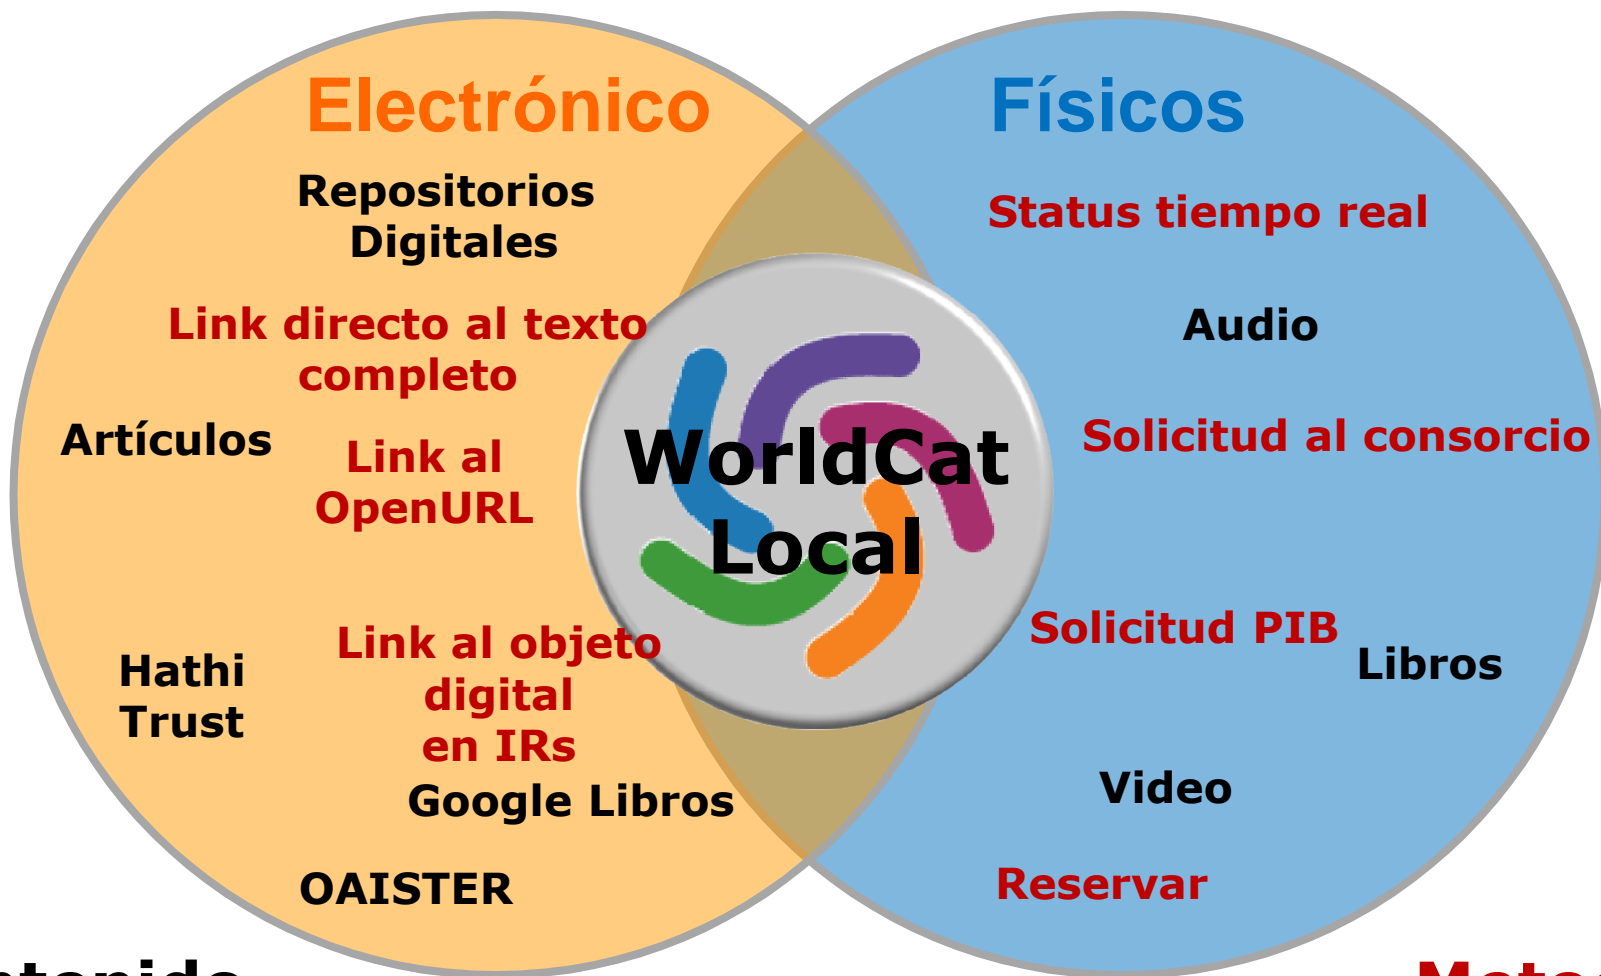 Electrónico
Repositorios
Digitales
Link directo al texto
completo
Artículos
Link al
OpenURL
Hathi
Trust
Link al objeto
digital
en IRs
Google Libros
OAISTER
WorldCat
Local
Físicos
Status tiempo real
Audio
Solicitud al consorcio
Solicitud PIB
Libros
Video
Reservar